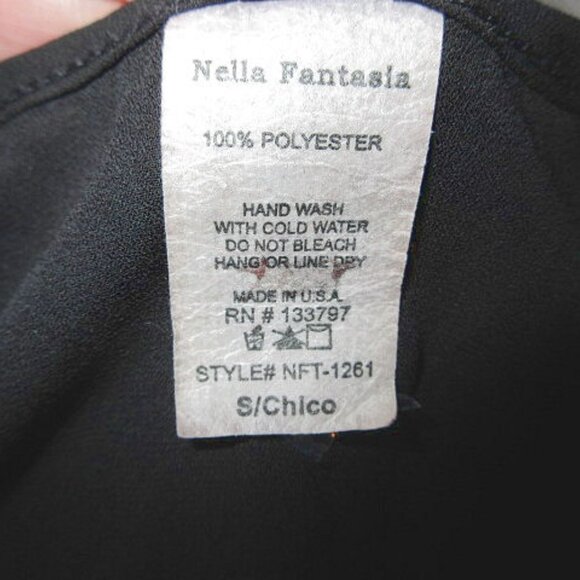 Nella Fantasia
100% POLYESTER
HAND WASH
WITH COLD WATER
DO NOT BLEACH
HANG OR LINE DRY
MADE IN U.S.A.
RN # 133797
STYLE# NFT-1261
S/Chico